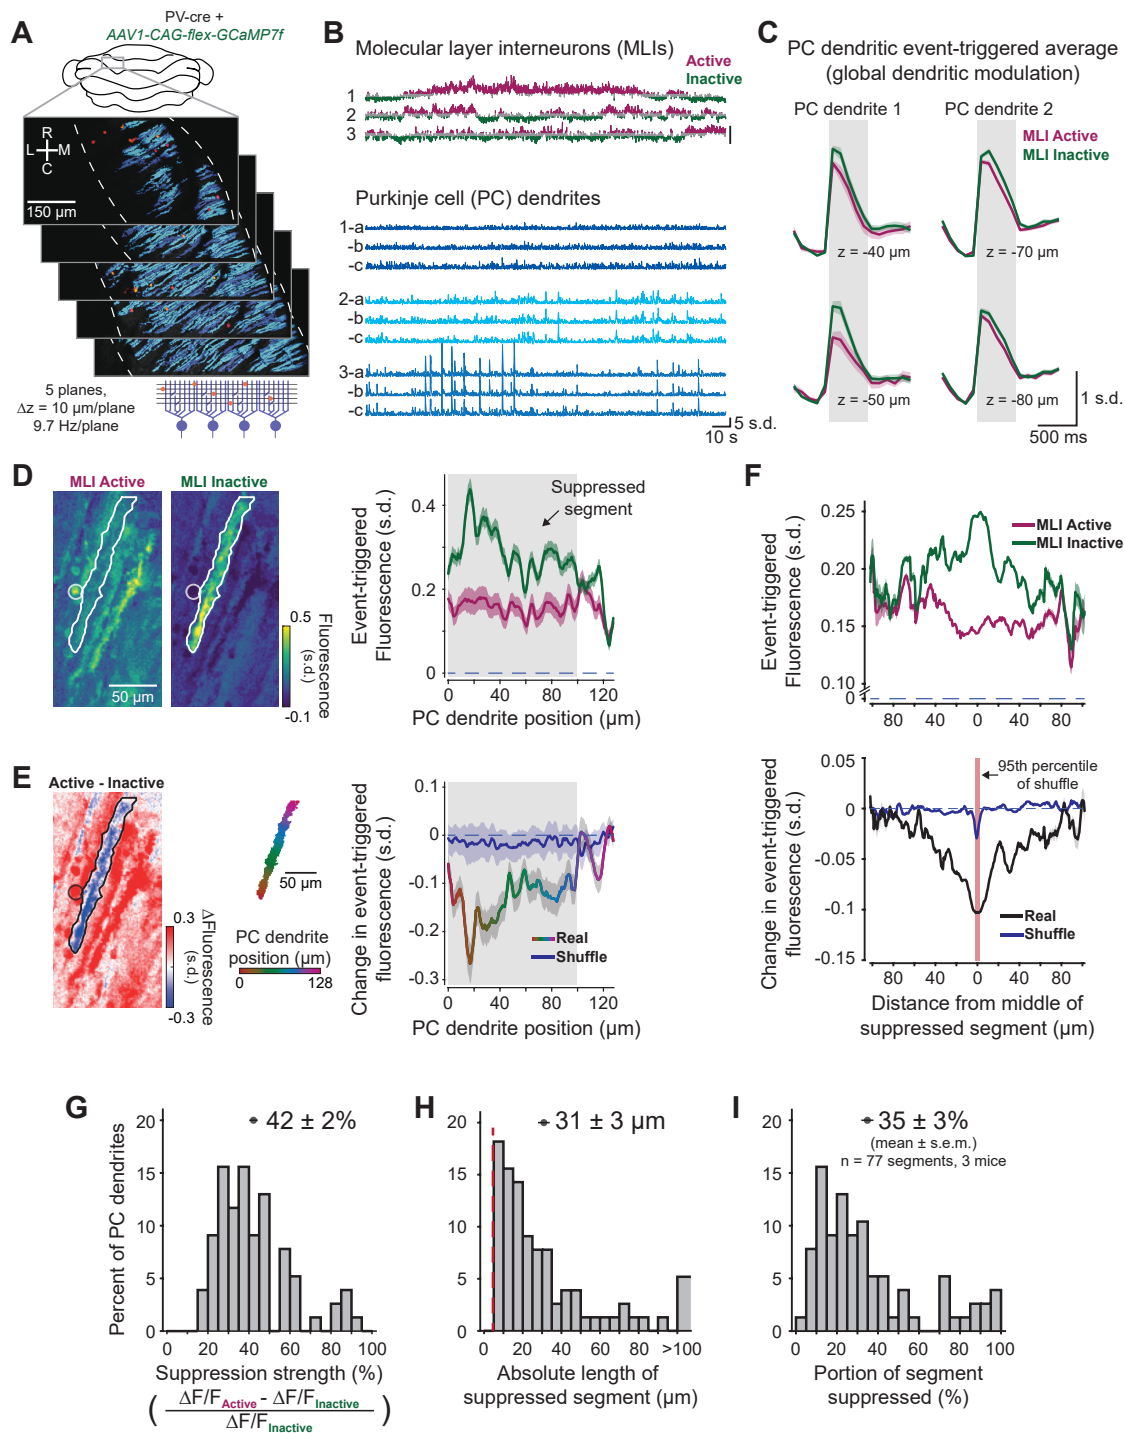 A
PV-cre +
AAV1-CAG-flex-GCaMP7f
R
L M
C
150 µm
5 planes,
Δz = 10 µm/plane
9.7 Hz/plane
B
Molecular layer interneurons (MLIs)
Active
Inactive
1
2
3
Purkinje cell (PC) dendrites
1-a
-b
-c
2-a
-b
-c
3-a
-b
-c
5 s.d.
10 s
C
PC dendritic event-triggered average
(global dendritic modulation)
PC dendrite 1
PC dendrite 2
MLI Active
MLI Inactive
z = -40 µm
z = -70 µm
z = -50 µm
z = -80 µm
1 s.d.
500 ms
D
MLI Active
MLI Inactive
50 µm
0.5
-0.1
Fluorescence
(s.d.)
Event-triggered
Fluorescence (s.d.)
0.4
0.2
0
Suppressed
segment
0 40 80 120
PC dendrite position (µm)
E
Active - Inactive
0.3
-0.3
ΔFluorescence
(s.d.)
50 µm
PC dendrite
position (µm)
0 128
Change in event-triggered
fluorescence (s.d.)
0.1
0
-0.1
-0.2
-0.3
Real
Shuffle
0 40 80 120
PC dendrite position (µm)
F
Event-triggered
Fluorescence (s.d.)
0.25
0.20
0.15
0.10
0
MLI Active
MLI Inactive
80 40 0 40 80
Change in event-triggered
fluorescence (s.d.)
0.05
0
-0.05
-0.1
-0.15
95th percentile
of shuffle
Real
Shuffle
80 40 0 40 80
Distance from middle of
suppressed segment (µm)
G
42 ± 2%
Percent of PC dendrites
20
15
10
5
0
0 20 40 60 80 100
Suppression strength (%)
( ΔF/FActive - ΔF/FInactive )
ΔF/FInactive
H
31 ± 3 µm
20
15
10
5
0
0 20 40 60 80 >100
Absolute length of
suppressed segment (µm)
I
35 ± 3%
(mean ± s.e.m.)
n = 77 segments, 3 mice
20
15
10
5
0
0 20 40 60 80 100
Portion of segment
suppressed (%)